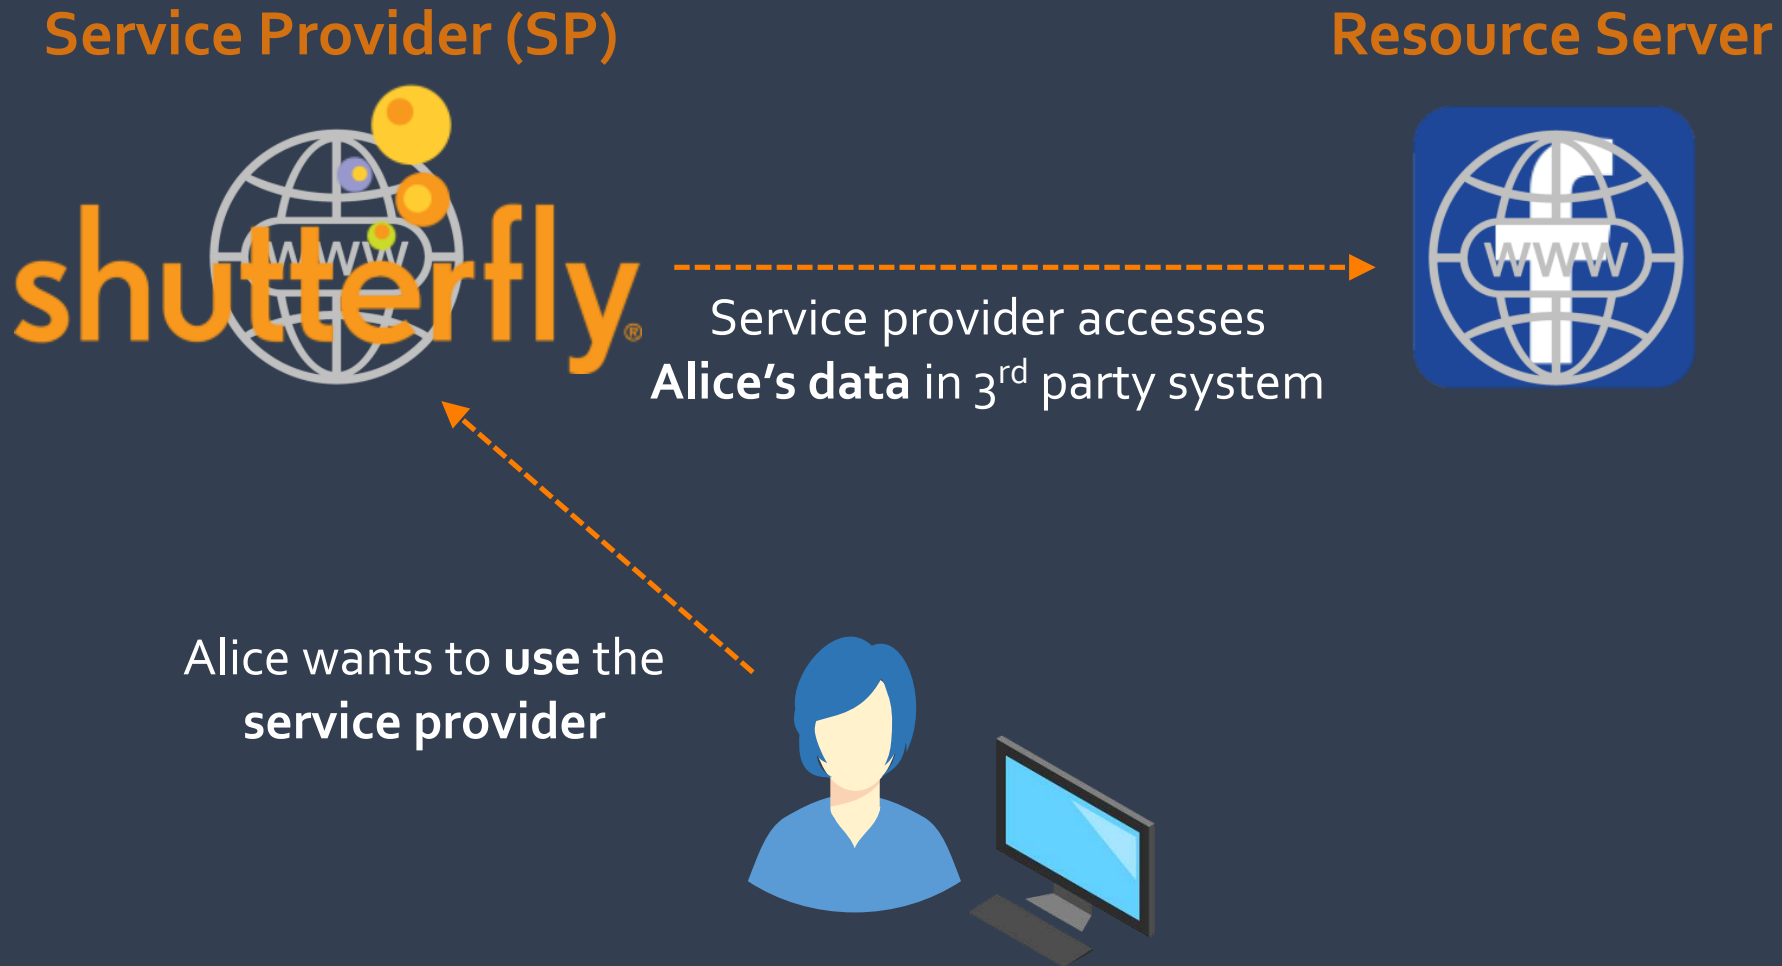 Service Provider (SP)
Resource Server
www
shutterfly®
f
www
Service provider accesses
Alice’s data in 3rd party system
Alice wants to use the
service provider